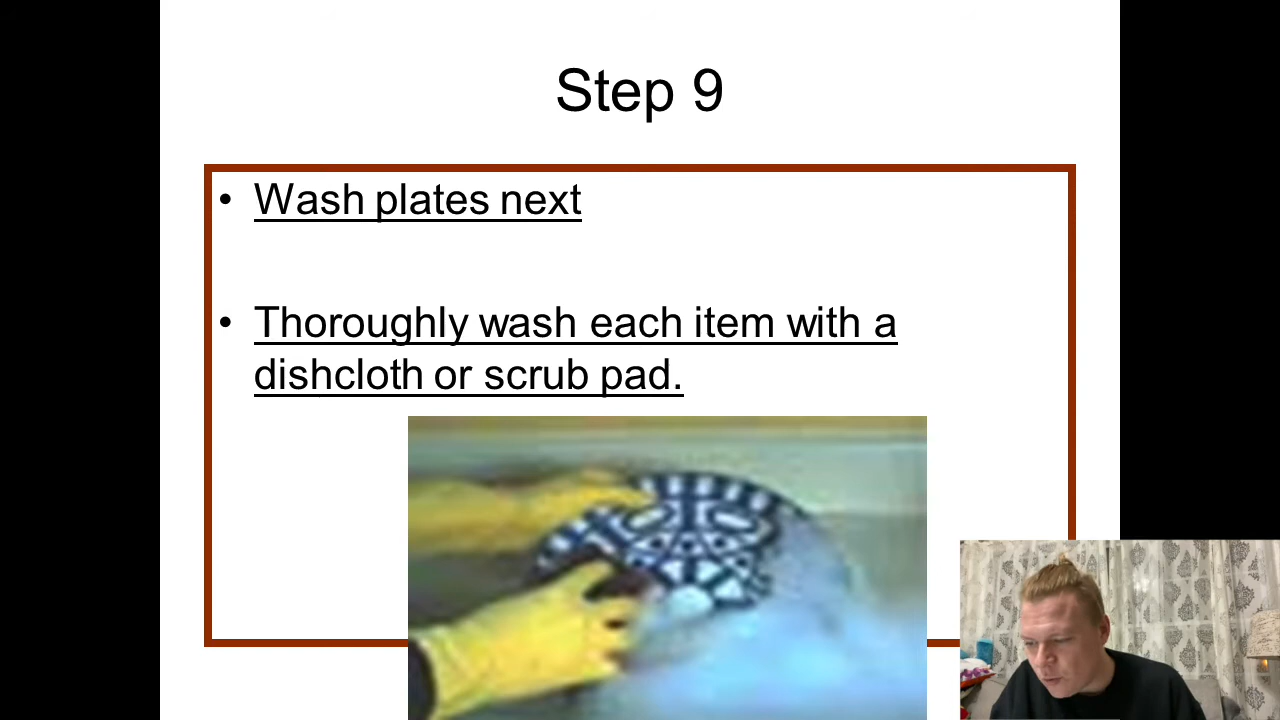 Step 9
• Wash plates next
• Thoroughly wash each item with a
dishcloth or scrub pad.